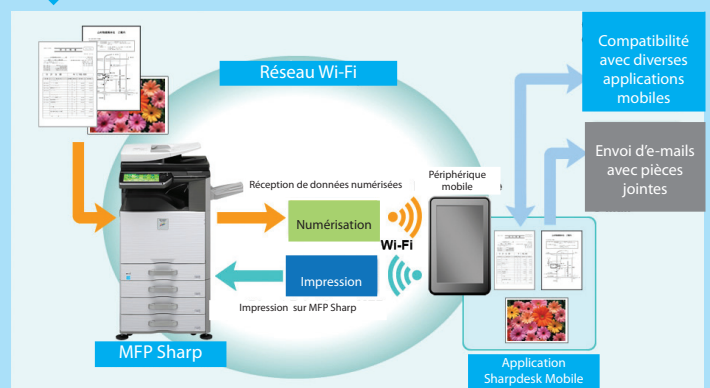 Réseau Wi-Fi
Compatibilité
avec diverses
applications
mobiles
Envoi d'e-mails
avec pièces
jointes
Réception de données numérisées
Périphérique
mobile
Numérisation
Wi-Fi
Impression
Impression sur MFP Sharp
MFP Sharp
Application
Sharpdesk Mobile